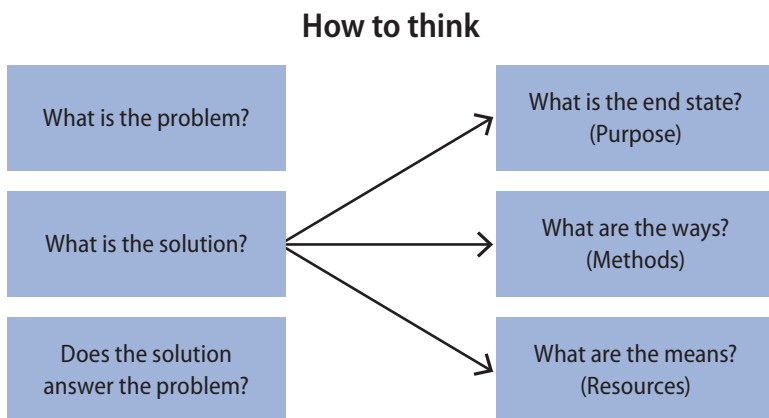 How to think
What is the problem?
What is the solution?
Does the solution
answer the problem?
What is the end state?
(Purpose)
What are the ways?
(Methods)
What are the means?
(Resources)